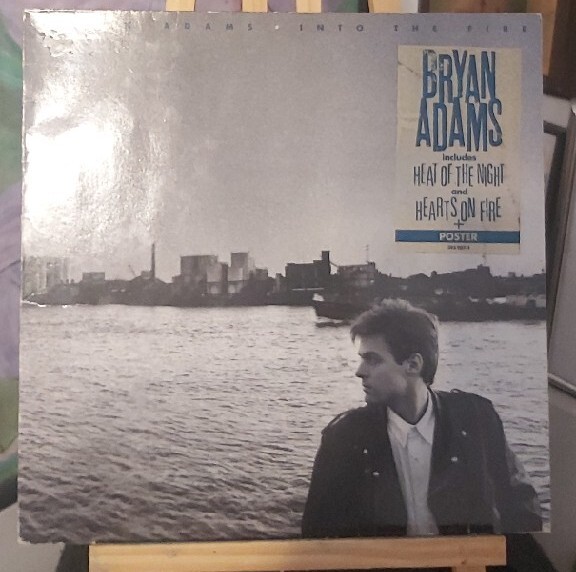 ADAMS • INTO THE FIRE
BRYAN
ADAMS
includes
HEAT OF THE NIGHT
and
HEARTS ON FIRE
+
POSTER